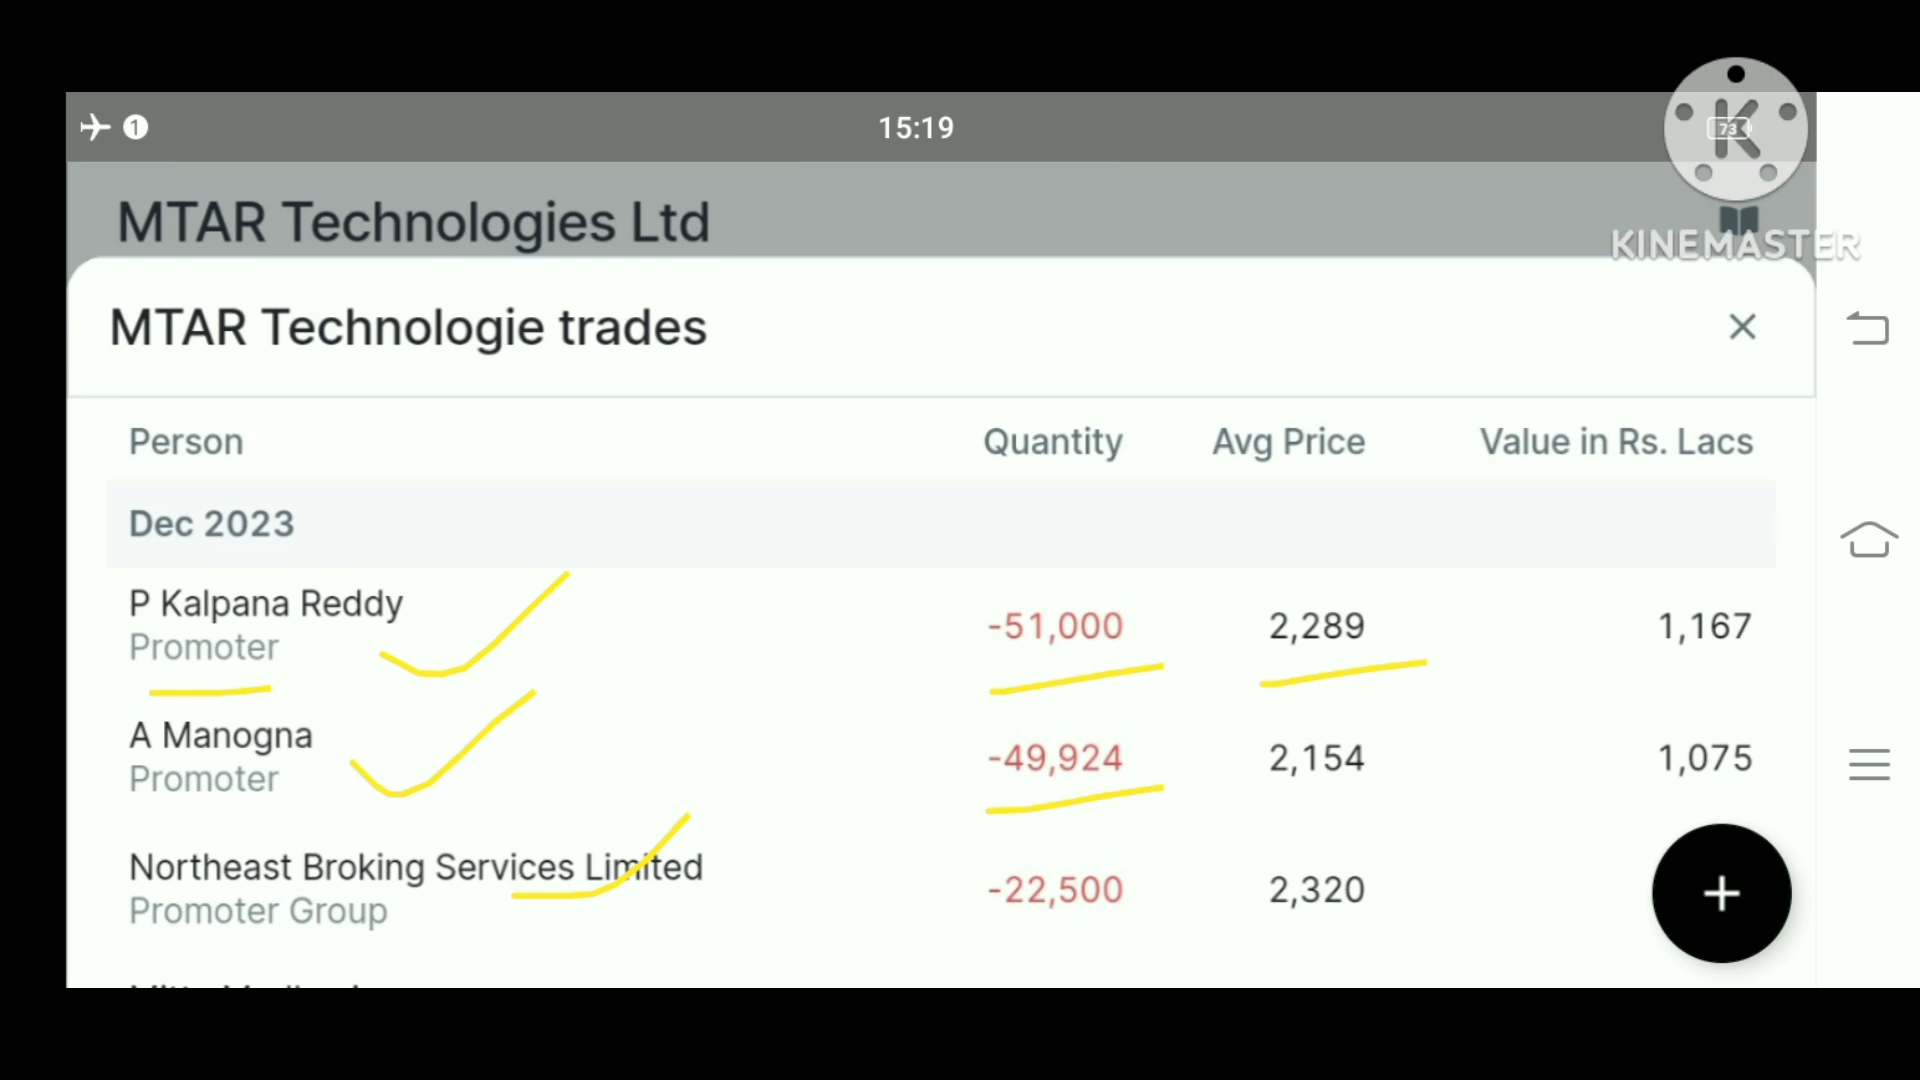 1
15:19
73
K
MTAR Technologies Ltd
KINEMASTER
MTAR Technologie trades
Person Quantity Avg Price Value in Rs. Lacs
Dec 2023
P Kalpana Reddy
Promoter
-51,000 2,289 1,167
A Manogna
Promoter
-49,924 2,154 1,075
Northeast Broking Services Limited
Promoter Group
-22,500 2,320